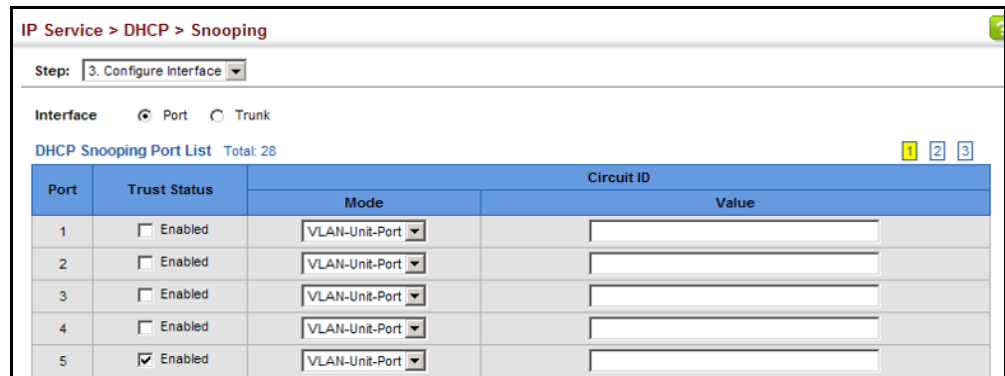 IP Service > DHCP > Snooping
?
Step: 3. Configure Interface
Interface Port Trunk
DHCP Snooping Port List Total: 28 1 2 3
Port Trust Status Circuit ID
Mode Value
1 Enabled VLAN-Unit-Port
2 Enabled VLAN-Unit-Port
3 Enabled VLAN-Unit-Port
4 Enabled VLAN-Unit-Port
5 Enabled VLAN-Unit-Port